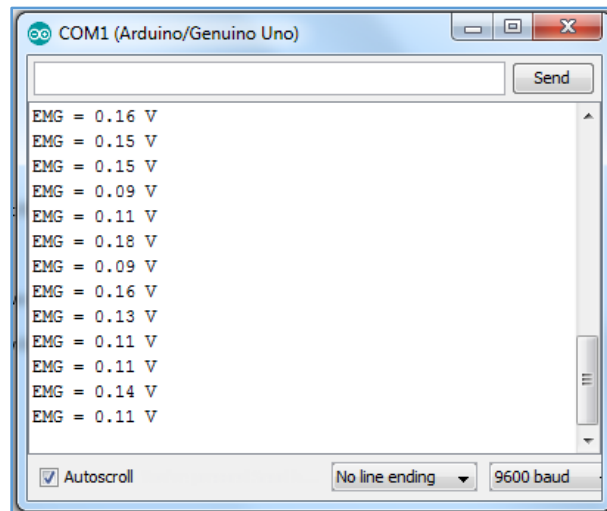 COM1 (Arduino/Genuino Uno)
Send
EMG = 0.16 V
EMG = 0.15 V
EMG = 0.15 V
EMG = 0.09 V
EMG = 0.11 V
EMG = 0.18 V
EMG = 0.09 V
EMG = 0.16 V
EMG = 0.13 V
EMG = 0.11 V
EMG = 0.11 V
EMG = 0.14 V
EMG = 0.11 V
Autoscroll No line ending 9600 baud